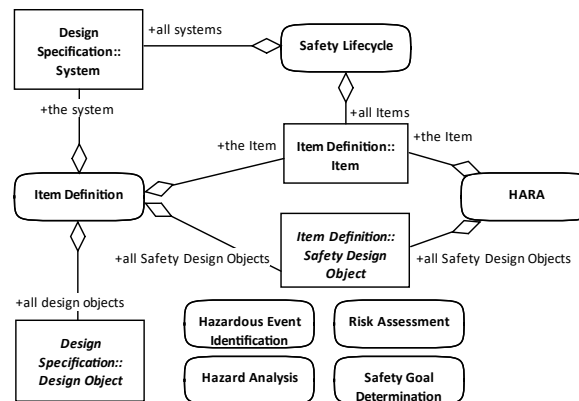 Design
Specification::
System
+all systems
Safety Lifecycle
+the system
+all Items
+the Item
Item Definition::
Item
+the Item
Item Definition
HARA
Item Definition::
Safety Design
Object
+all Safety Design Objects
+all Safety Design Objects
+all design objects
Design
Specification::
Design Object
Hazardous Event
Identification
Risk Assessment
Hazard Analysis
Safety Goal
Determination